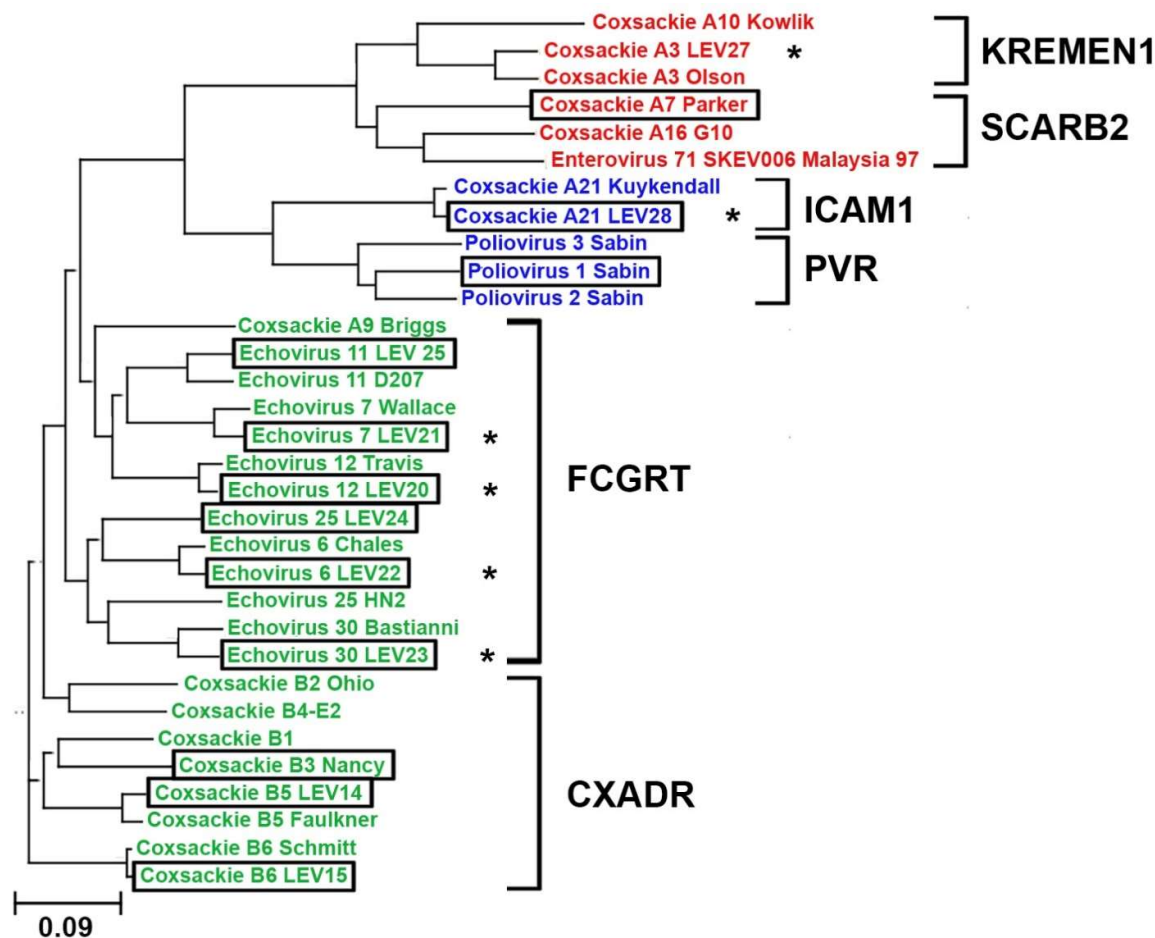 Coxsackie A10 Kowlik
Coxsackie A3 LEV27 *
Coxsackie A3 Olson
KREMEN1
Coxsackie A7 Parker
Coxsackie A16 G10
Enterovirus 71 SKEV006 Malaysia 97
SCARB2
Coxsackie A21 Kuykendall
Coxsackie A21 LEV28 *
ICAM1
Poliovirus 3 Sabin
Poliovirus 1 Sabin
Poliovirus 2 Sabin
PVR
Coxsackie A9 Briggs
Echovirus 11 LEV 25
Echovirus 11 D207
Echovirus 7 Wallace
Echovirus 7 LEV21 *
Echovirus 12 Travis
Echovirus 12 LEV20 *
Echovirus 25 LEV24
Echovirus 6 Chales
Echovirus 6 LEV22 *
Echovirus 25 HN2
Echovirus 30 Bastianni
Echovirus 30 LEV23 *
FCGRT
Coxsackie B2 Ohio
Coxsackie B4-E2
Coxsackie B1
Coxsackie B3 Nancy
Coxsackie B5 LEV14
Coxsackie B5 Faulkner
Coxsackie B6 Schmitt
Coxsackie B6 LEV15
CXADR
0.09